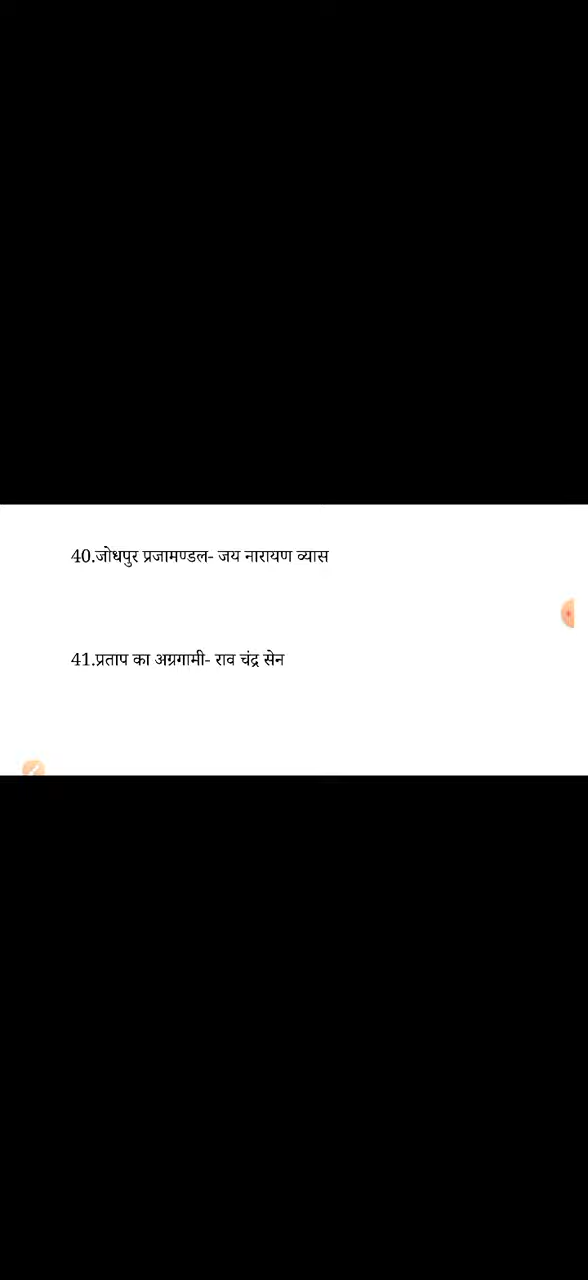 40.जोधपुर प्रजामण्डल- जय नारायण व्यास
41.प्रताप का अग्रगामी- राव चंद्र सेन